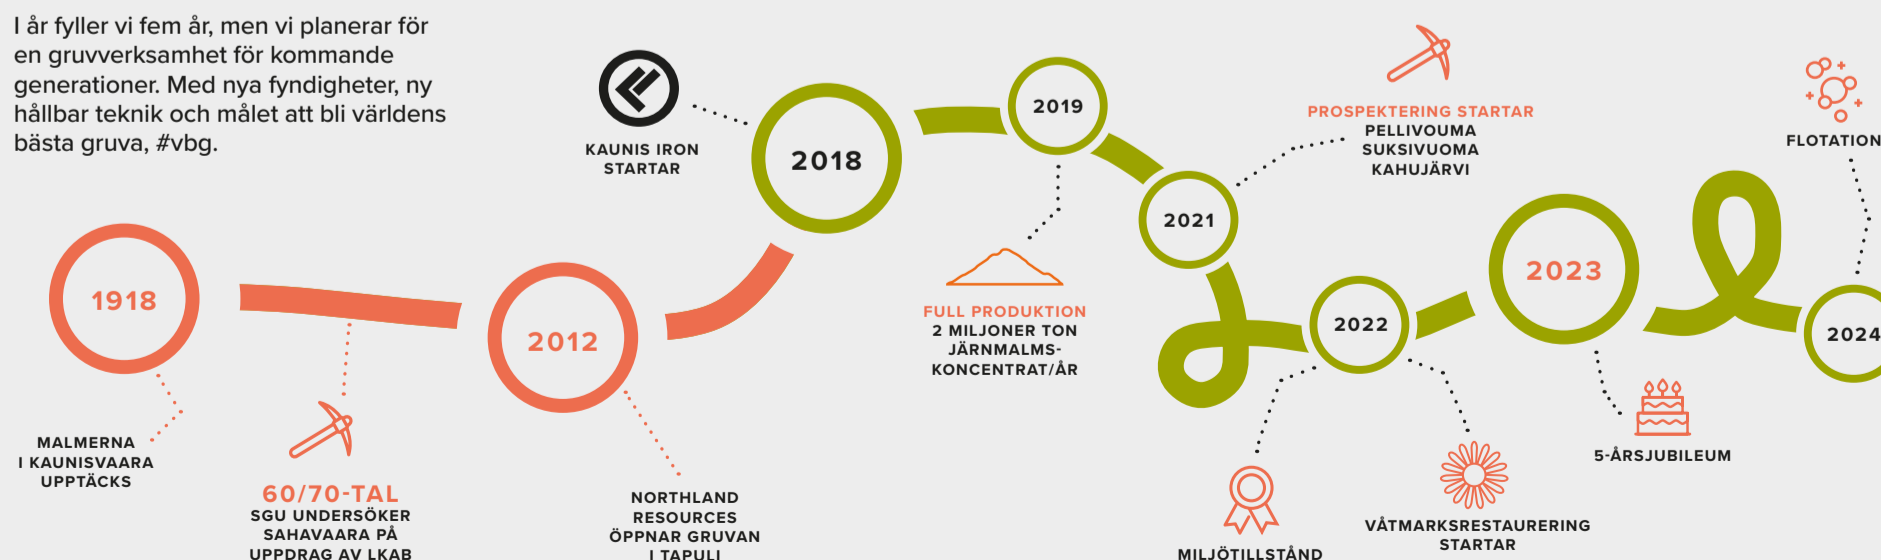 I år fyller vi fem år, men vi planerar för
en gruvverksamhet för kommande
generationer. Med nya fyndigheter, ny
hållbar teknik och målet att bli världens
bästa gruva, #vbg.
1918
MALMERNA
I KAUNISVAARA
UPPTÄCKS
60/70-TAL
SGU UNDERSÖKER
SAHAVAARA PÅ
UPPDRAG AV LKAB
2012
NORTHLAND
RESOURCES
ÖPPNAR GRUVAN
I TAPULI
KAUNIS IRON
STARTAR
2018
2019
FULL PRODUKTION
2 MILJONER TON
JÄRNMALMS-
KONCENTRAT/ÅR
2021
PROSPEKTERING STARTAR
PELLIVOUMA
SUKSIVUOMA
KAHUJÄRVI
2022
MILJÖTILLSTÅND
VÅTMARKSRESTAURERING
STARTAR
2023
5-ÅRSJUBILEUM
FLOTATION
2024